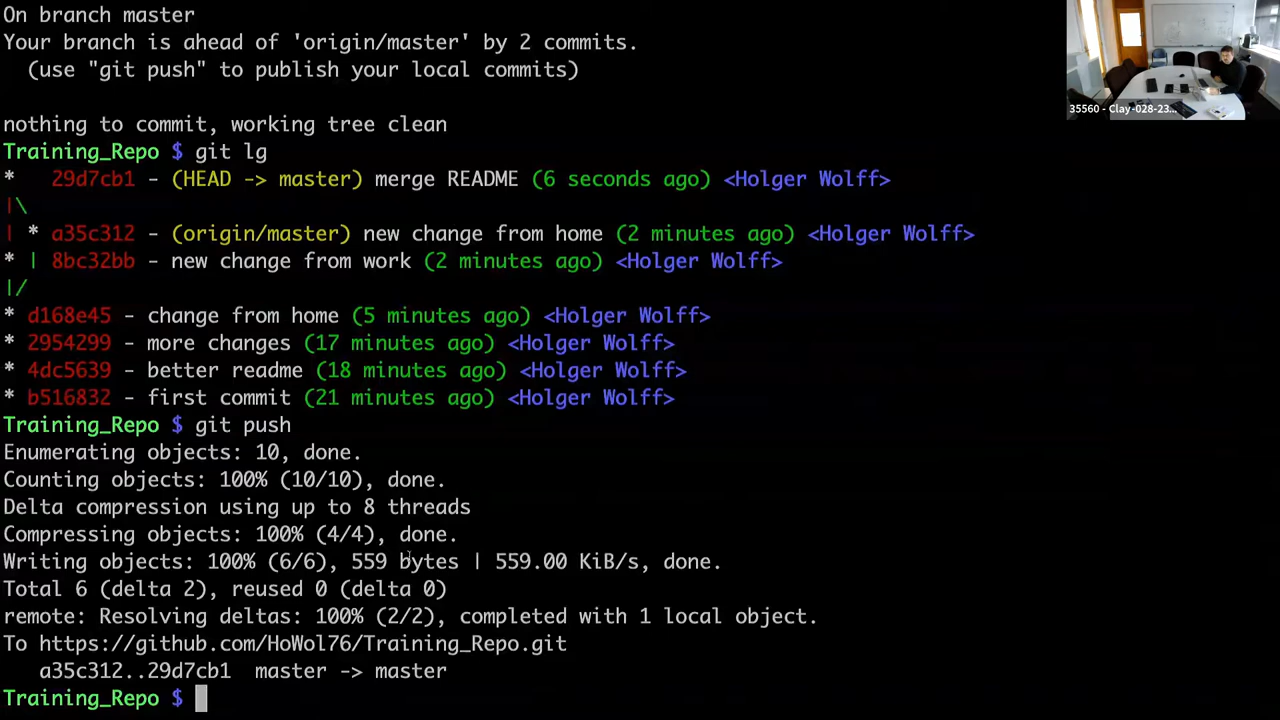 On branch master
Your branch is ahead of 'origin/master' by 2 commits.
  (use "git push" to publish your local commits)
nothing to commit, working tree clean
Training_Repo $ git lg
*   29d7cb1 - (HEAD -> master) merge README (6 seconds ago) <Holger Wolff>
|\
| * a35c312 - (origin/master) new change from home (2 minutes ago) <Holger Wolff>
* | 8bc32bb - new change from work (2 minutes ago) <Holger Wolff>
|/
* d168e45 - change from home (5 minutes ago) <Holger Wolff>
* 2954299 - more changes (17 minutes ago) <Holger Wolff>
* 4dc5639 - better readme (18 minutes ago) <Holger Wolff>
* b516832 - first commit (21 minutes ago) <Holger Wolff>
Training_Repo $ git push
Enumerating objects: 10, done.
Counting objects: 100% (10/10), done.
Delta compression using up to 8 threads
Compressing objects: 100% (4/4), done.
Writing objects: 100% (6/6), 559 bytes | 559.00 KiB/s, done.
Total 6 (delta 2), reused 0 (delta 0)
remote: Resolving deltas: 100% (2/2), completed with 1 local object.
To https://github.com/HoWol76/Training_Repo.git
   a35c312..29d7cb1  master -> master
Training_Repo $
35560 - Clay-028-23...